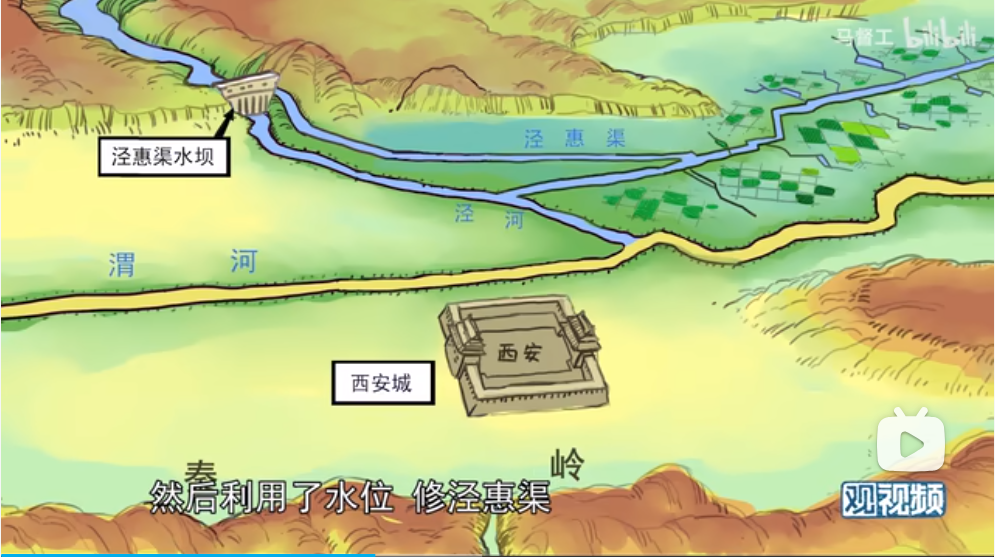 马督工 bilibili
泾惠渠
泾惠渠水坝
泾河
渭河
西安
西安城
秦岭
然后利用了水位 修泾惠渠
观视频